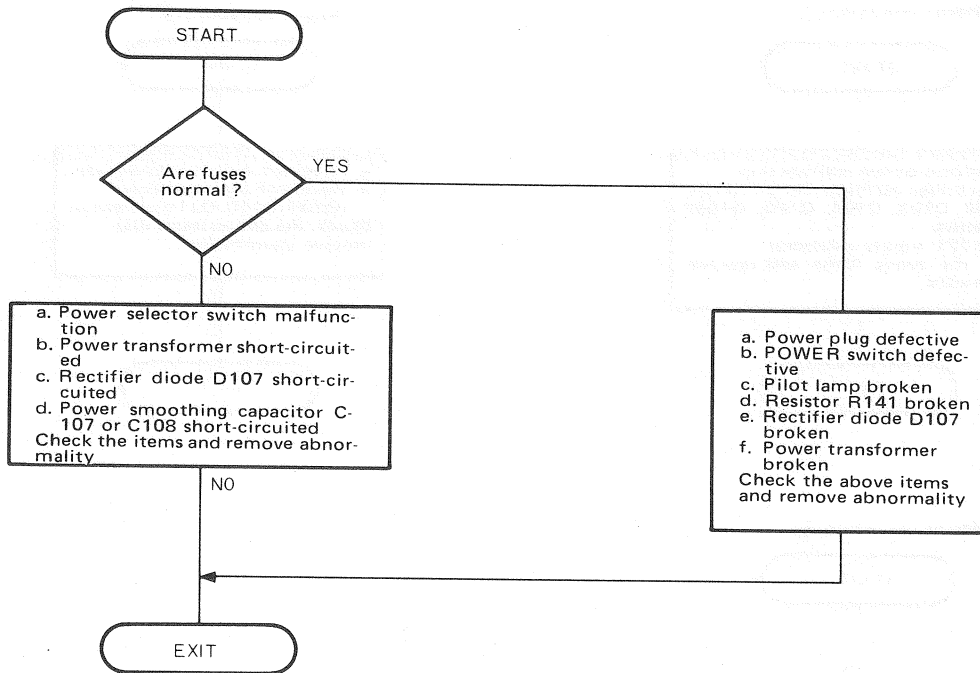 START
Are fuses
normal ?
YES
NO
a. Power selector switch malfunc-
tion
b. Power transformer short-circuit-
ed
c. Rectifier diode D107 short-cir-
cuited
d. Power smoothing capacitor C-
107 or C108 short-circuited
Check the items and remove abnor-
mality
NO
a. Power plug defective
b. POWER switch defec-
tive
c. Pilot lamp broken
d. Resistor R141 broken
e. Rectifier diode D107
broken
f. Power transformer
broken
Check the above items
and remove abnormality
EXIT